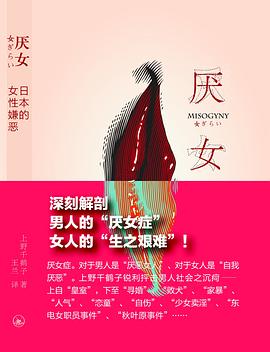 厌女
女ぎらい
日本的
女性嫌恶
上野千鹤子 著
王兰 译
厌女
女ぎらい
MISOGYNY
深刻解剖
男人的“厌女症”
女人的“生之艰难”！
厌女症。对于男人是“厌恶女人”、对于女人是“自我
厌恶”。上野千鹤子锐利抨击男人社会之沉疴——
上自“皇室”，下至“寻婚”、“败犬”、“家暴”、
“人气”、“恋童”、“自伤”、“少女卖淫”、“东
电女职员事件”、“秋叶原事件”……